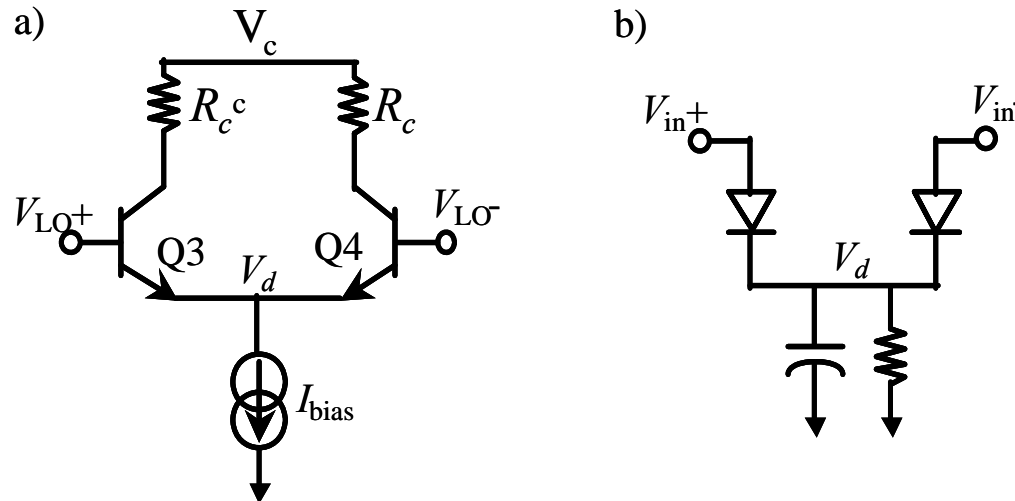 a)
V_c
R_c^c
R_c
V_LO+
V_LO-
Q3
Q4
V_d
I_bias
b)
V_in+
V_in-
V_d